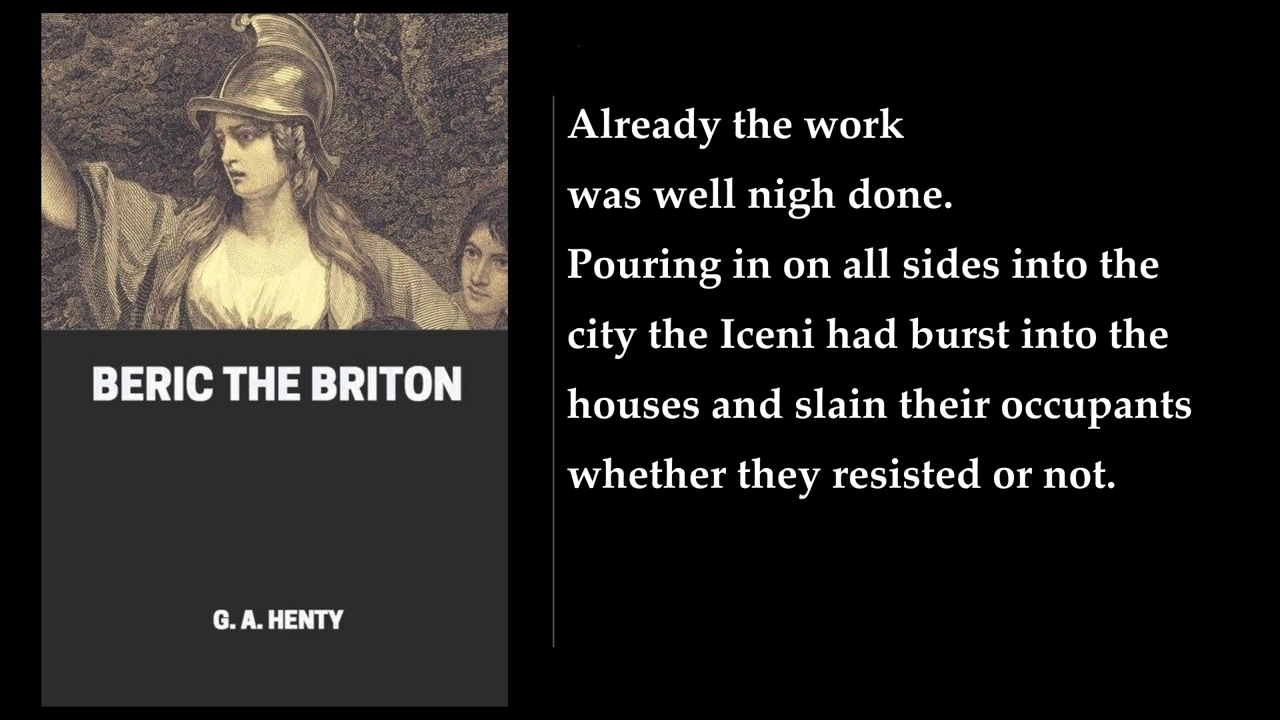 BERIC THE BRITON
G. A. HENTY
Already the work
was well nigh done.
Pouring in on all sides into the
city the Iceni had burst into the
houses and slain their occupants
whether they resisted or not.